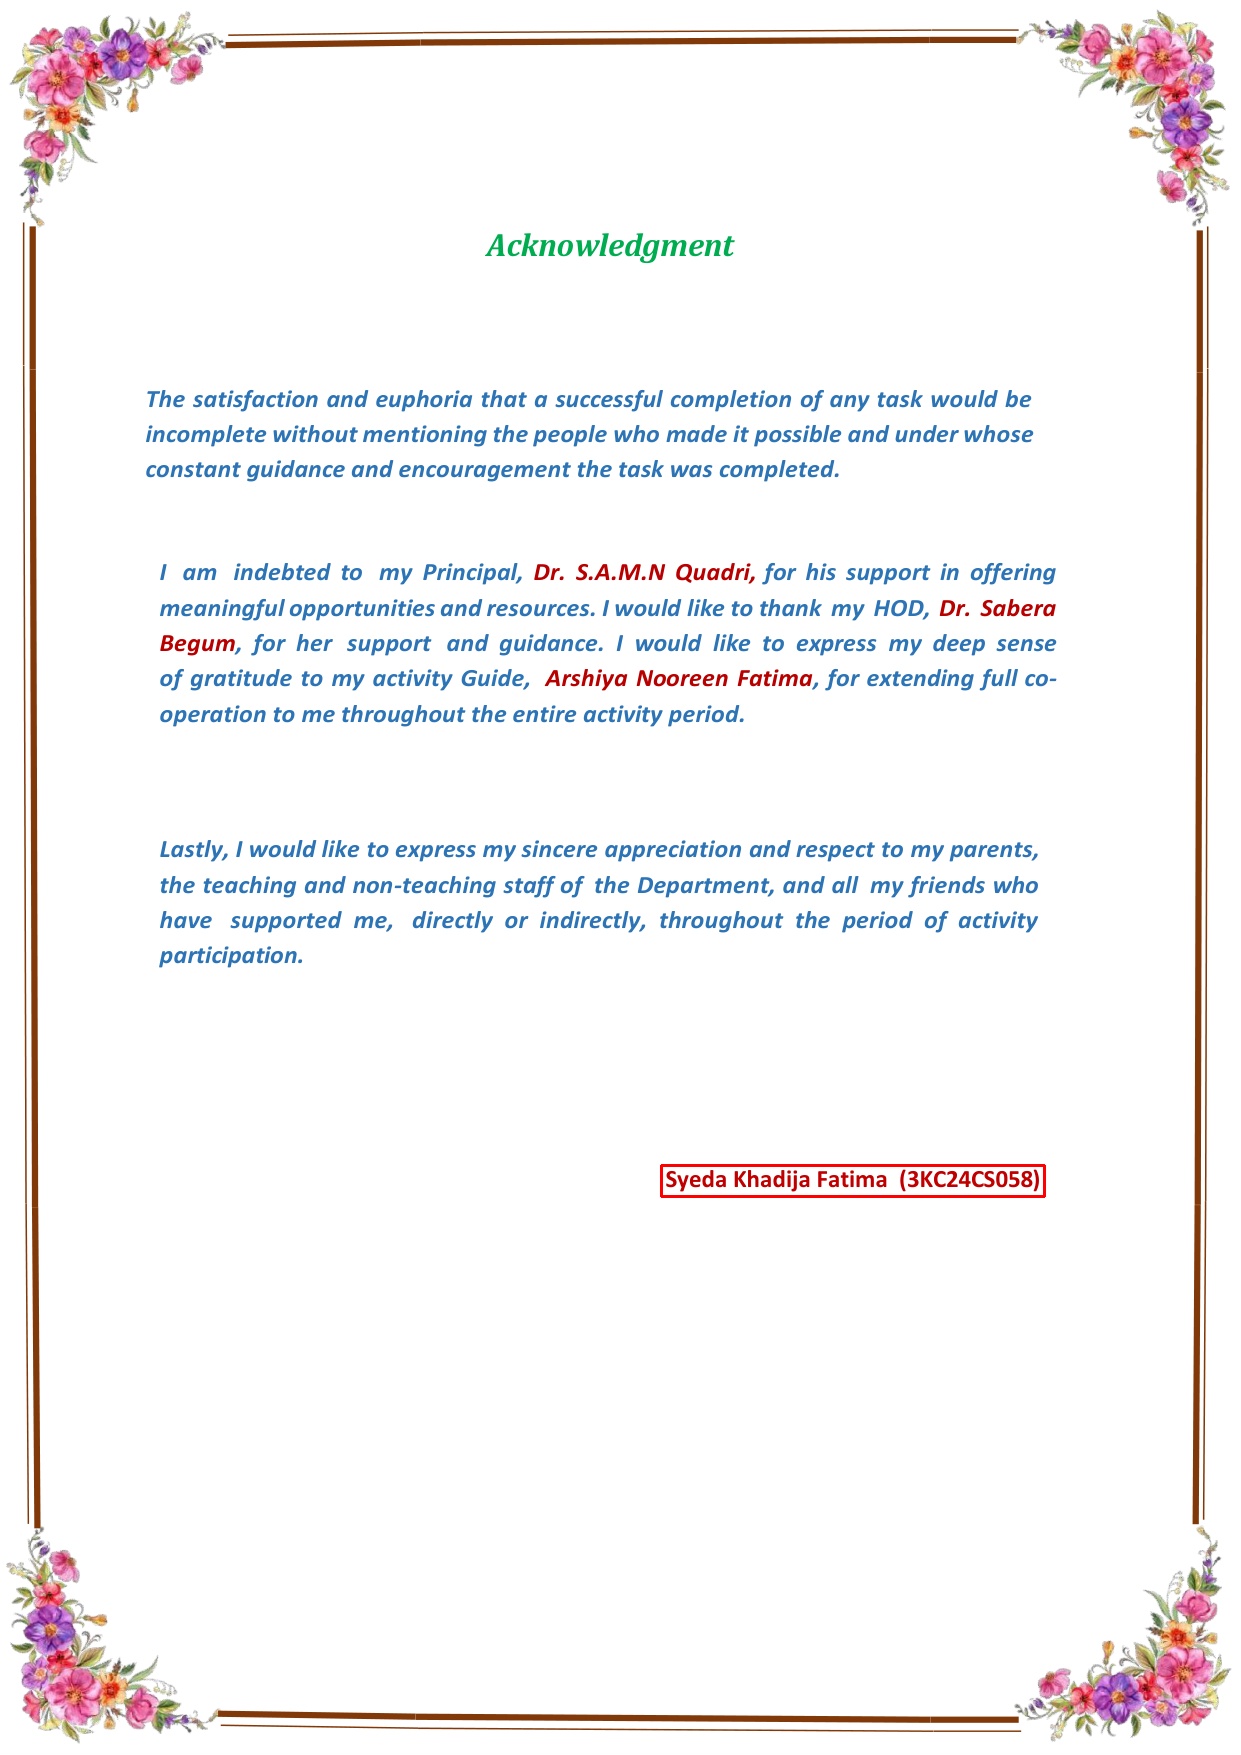 Acknowledgment
The satisfaction and euphoria that a successful completion of any task would be
incomplete without mentioning the people who made it possible and under whose
constant guidance and encouragement the task was completed.
I am indebted to my Principal, Dr. S.A.M.N Quadri, for his support in offering
meaningful opportunities and resources. I would like to thank my HOD, Dr. Sabera
Begum, for her support and guidance. I would like to express my deep sense
of gratitude to my activity Guide, Arshiya Nooreen Fatima, for extending full co-
operation to me throughout the entire activity period.
Lastly, I would like to express my sincere appreciation and respect to my parents,
the teaching and non-teaching staff of the Department, and all my friends who
have supported me, directly or indirectly, throughout the period of activity
participation.
Syeda Khadija Fatima (3KC24CS058)